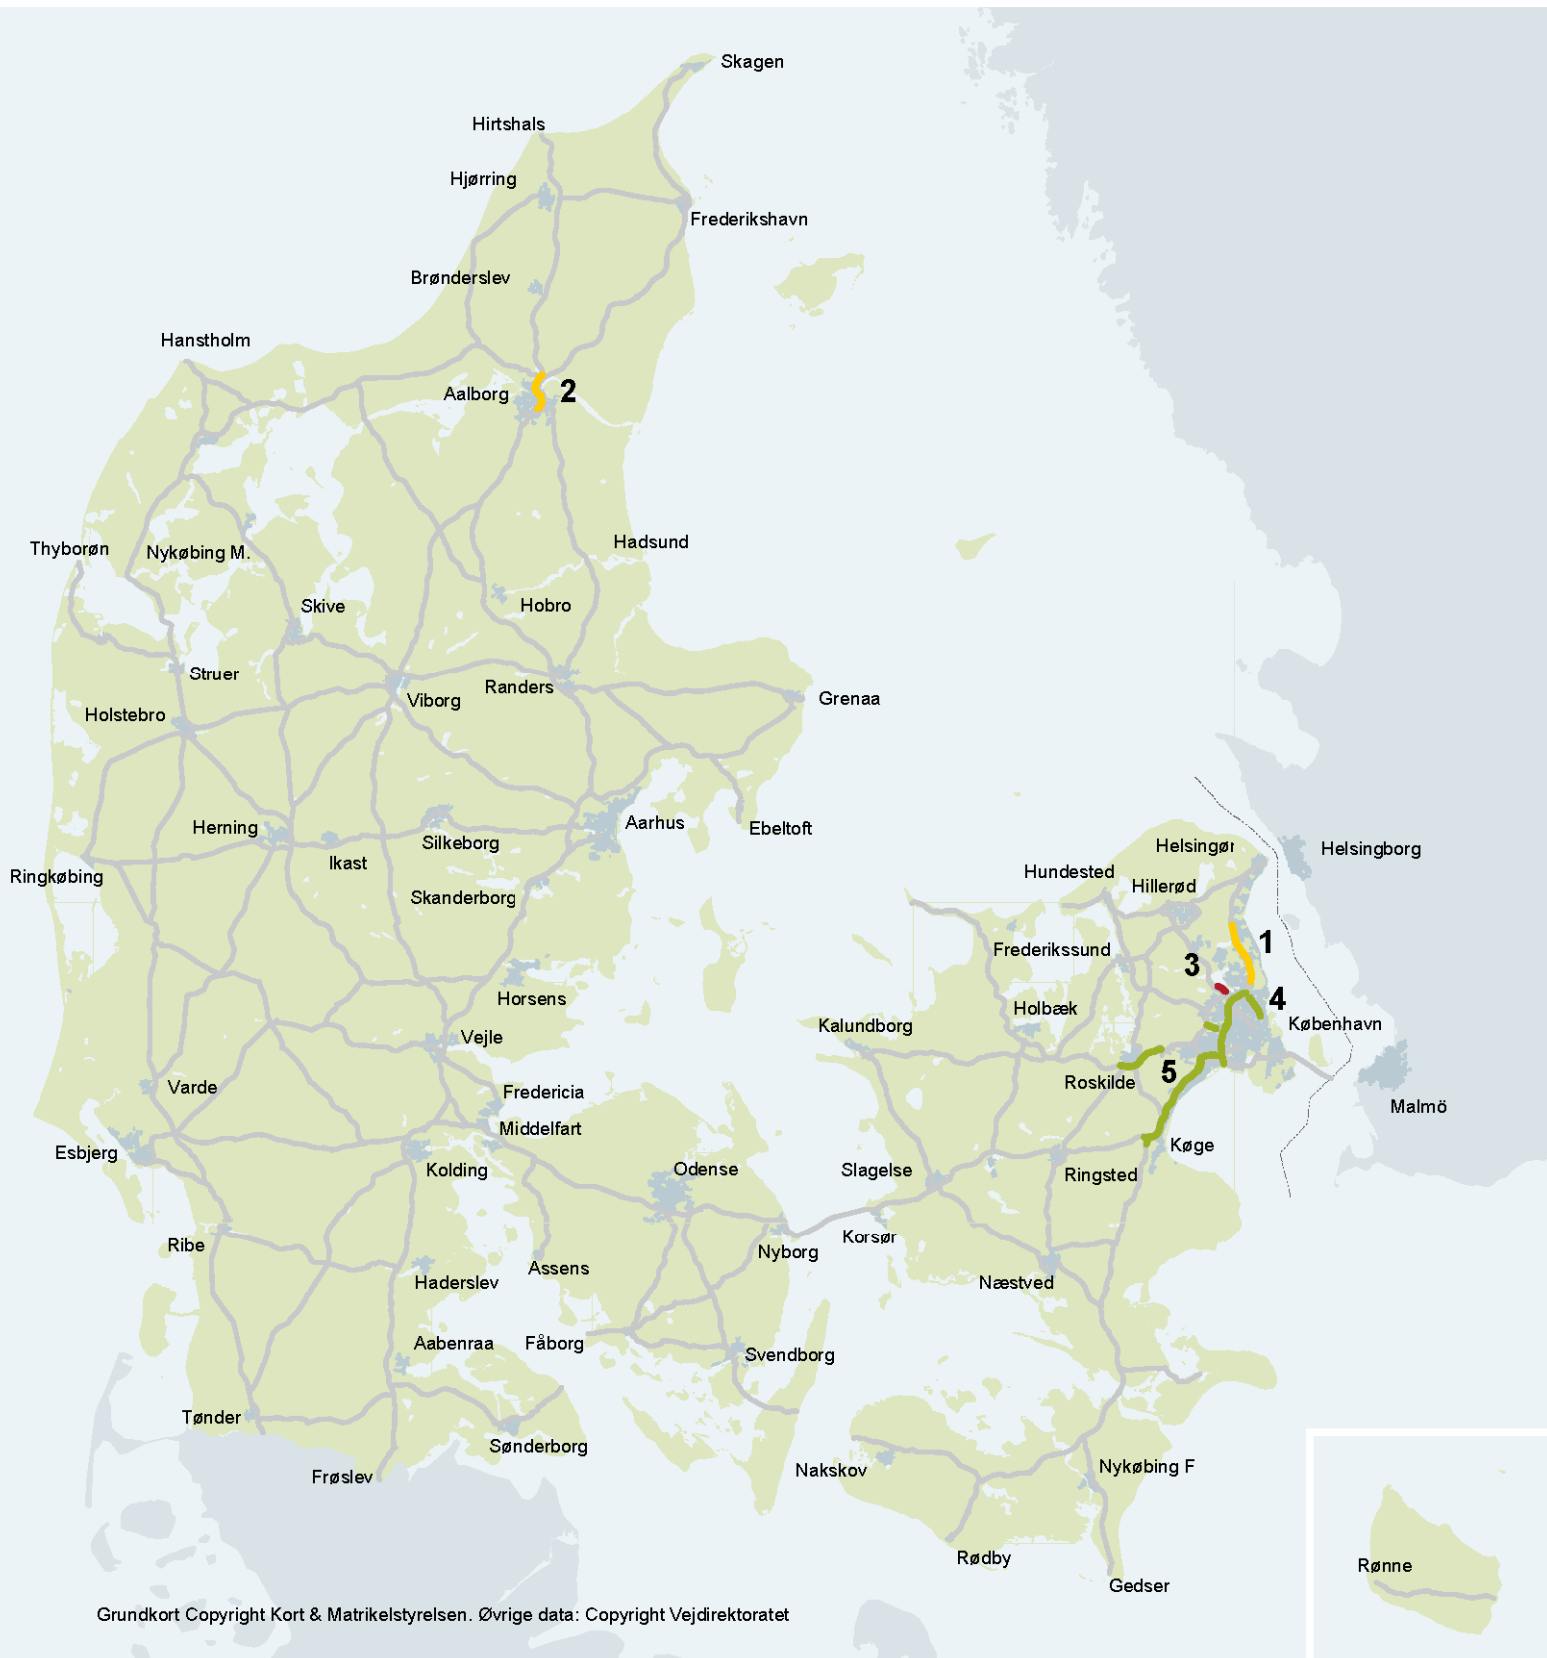 Skagen
Hirtshals
Hjørring
Frederikshavn
Brønderslev
Hanstholm
Aalborg
2
Thyborøn
Nykøbing M.
Hadsund
Skive
Hobro
Struer
Viborg
Randers
Grenaa
Holstebro
Herning
Ikast
Silkeborg
Aarhus
Ebeltoft
Ringkøbing
Skanderborg
Helsingør
Helsingborg
Hundested
Hillerød
Frederikssund
1
3
4
Horsens
Holbæk
Kalundborg
København
Vejle
Roskilde
5
Varde
Fredericia
Malmö
Middelfart
Esbjerg
Kolding
Odense
Slagelse
Ringsted
Køge
Ribe
Nyborg
Korsør
Haderslev
Assens
Næstved
Aabenraa
Fåborg
Svendborg
Tønder
Sønderborg
Frøslev
Nakskov
Nykøbing F
Rødby
Gedser
Rønne
Grundkort Copyright Kort & Matrikelstyrelsen. Øvrige data: Copyright Vejdirektoratet